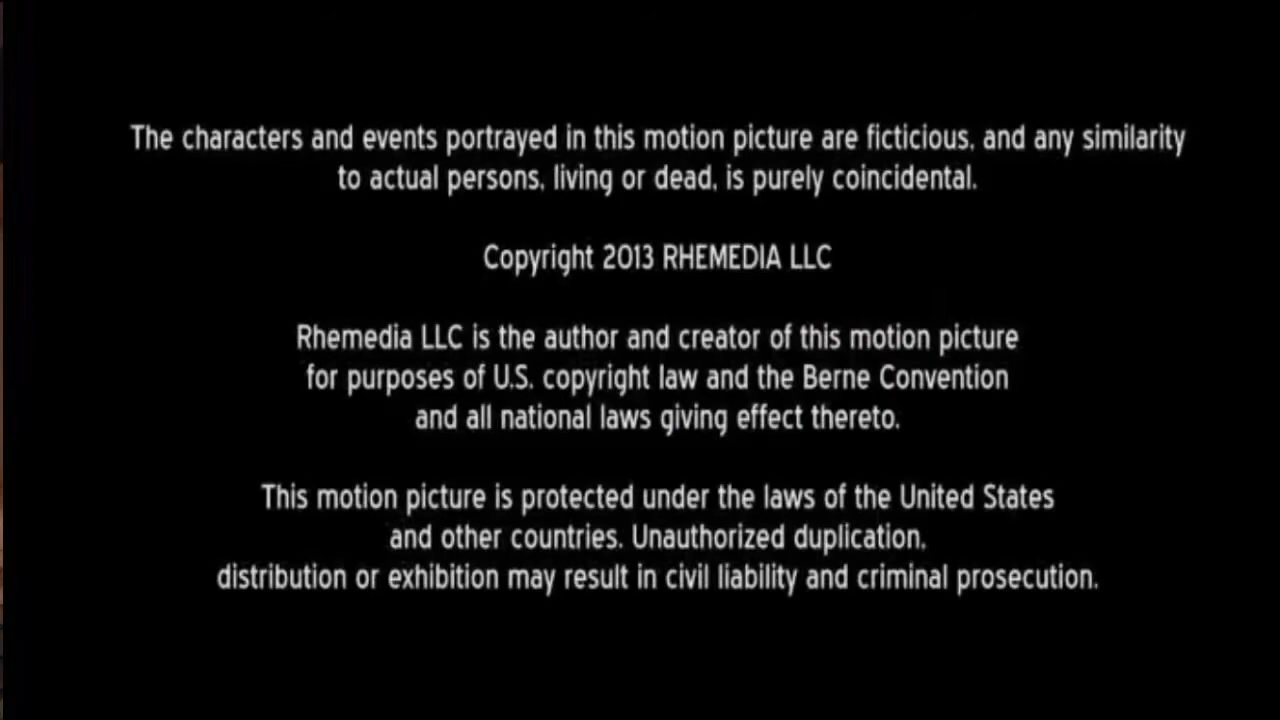 The characters and events portrayed in this motion picture are ficticious, and any similarity
to actual persons, living or dead, is purely coincidental.
Copyright 2013 RHEMEDIA LLC
Rhemedia LLC is the author and creator of this motion picture
for purposes of U.S. copyright law and the Berne Convention
and all national laws giving effect thereto.
This motion picture is protected under the laws of the United States
and other countries. Unauthorized duplication,
distribution or exhibition may result in civil liability and criminal prosecution.